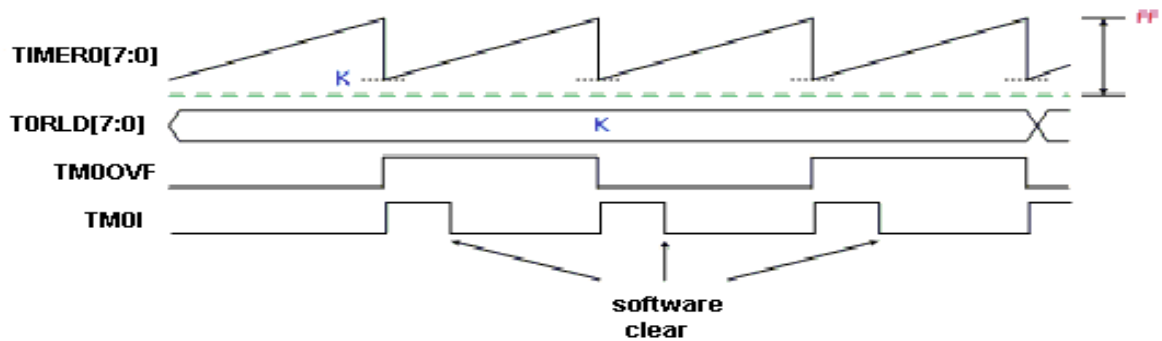 FF
TIMER0[7:0]
K
T0RLD[7:0]
K
TM0OVF
TM0I
software
clear